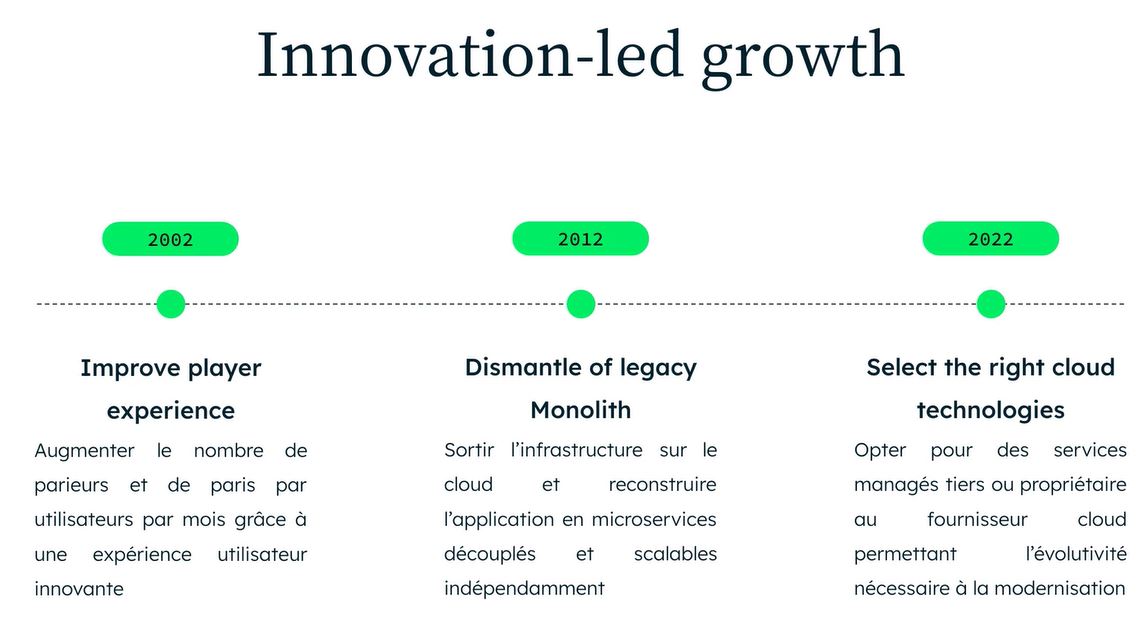 Innovation-led growth
2002
2012
2022
Improve player
experience
Augmenter le nombre de
parieurs et de paris par
utilisateurs par mois grâce à
une expérience utilisateur
innovante
Dismantle of legacy
Monolith
Sortir l’infrastructure sur le
cloud et reconstruire
l’application en microservices
découplés et scalables
indépendamment
Select the right cloud
technologies
Opter pour des services
managés tiers ou propriétaire
au fournisseur cloud
permettant l’évolutivité
nécessaire à la modernisation